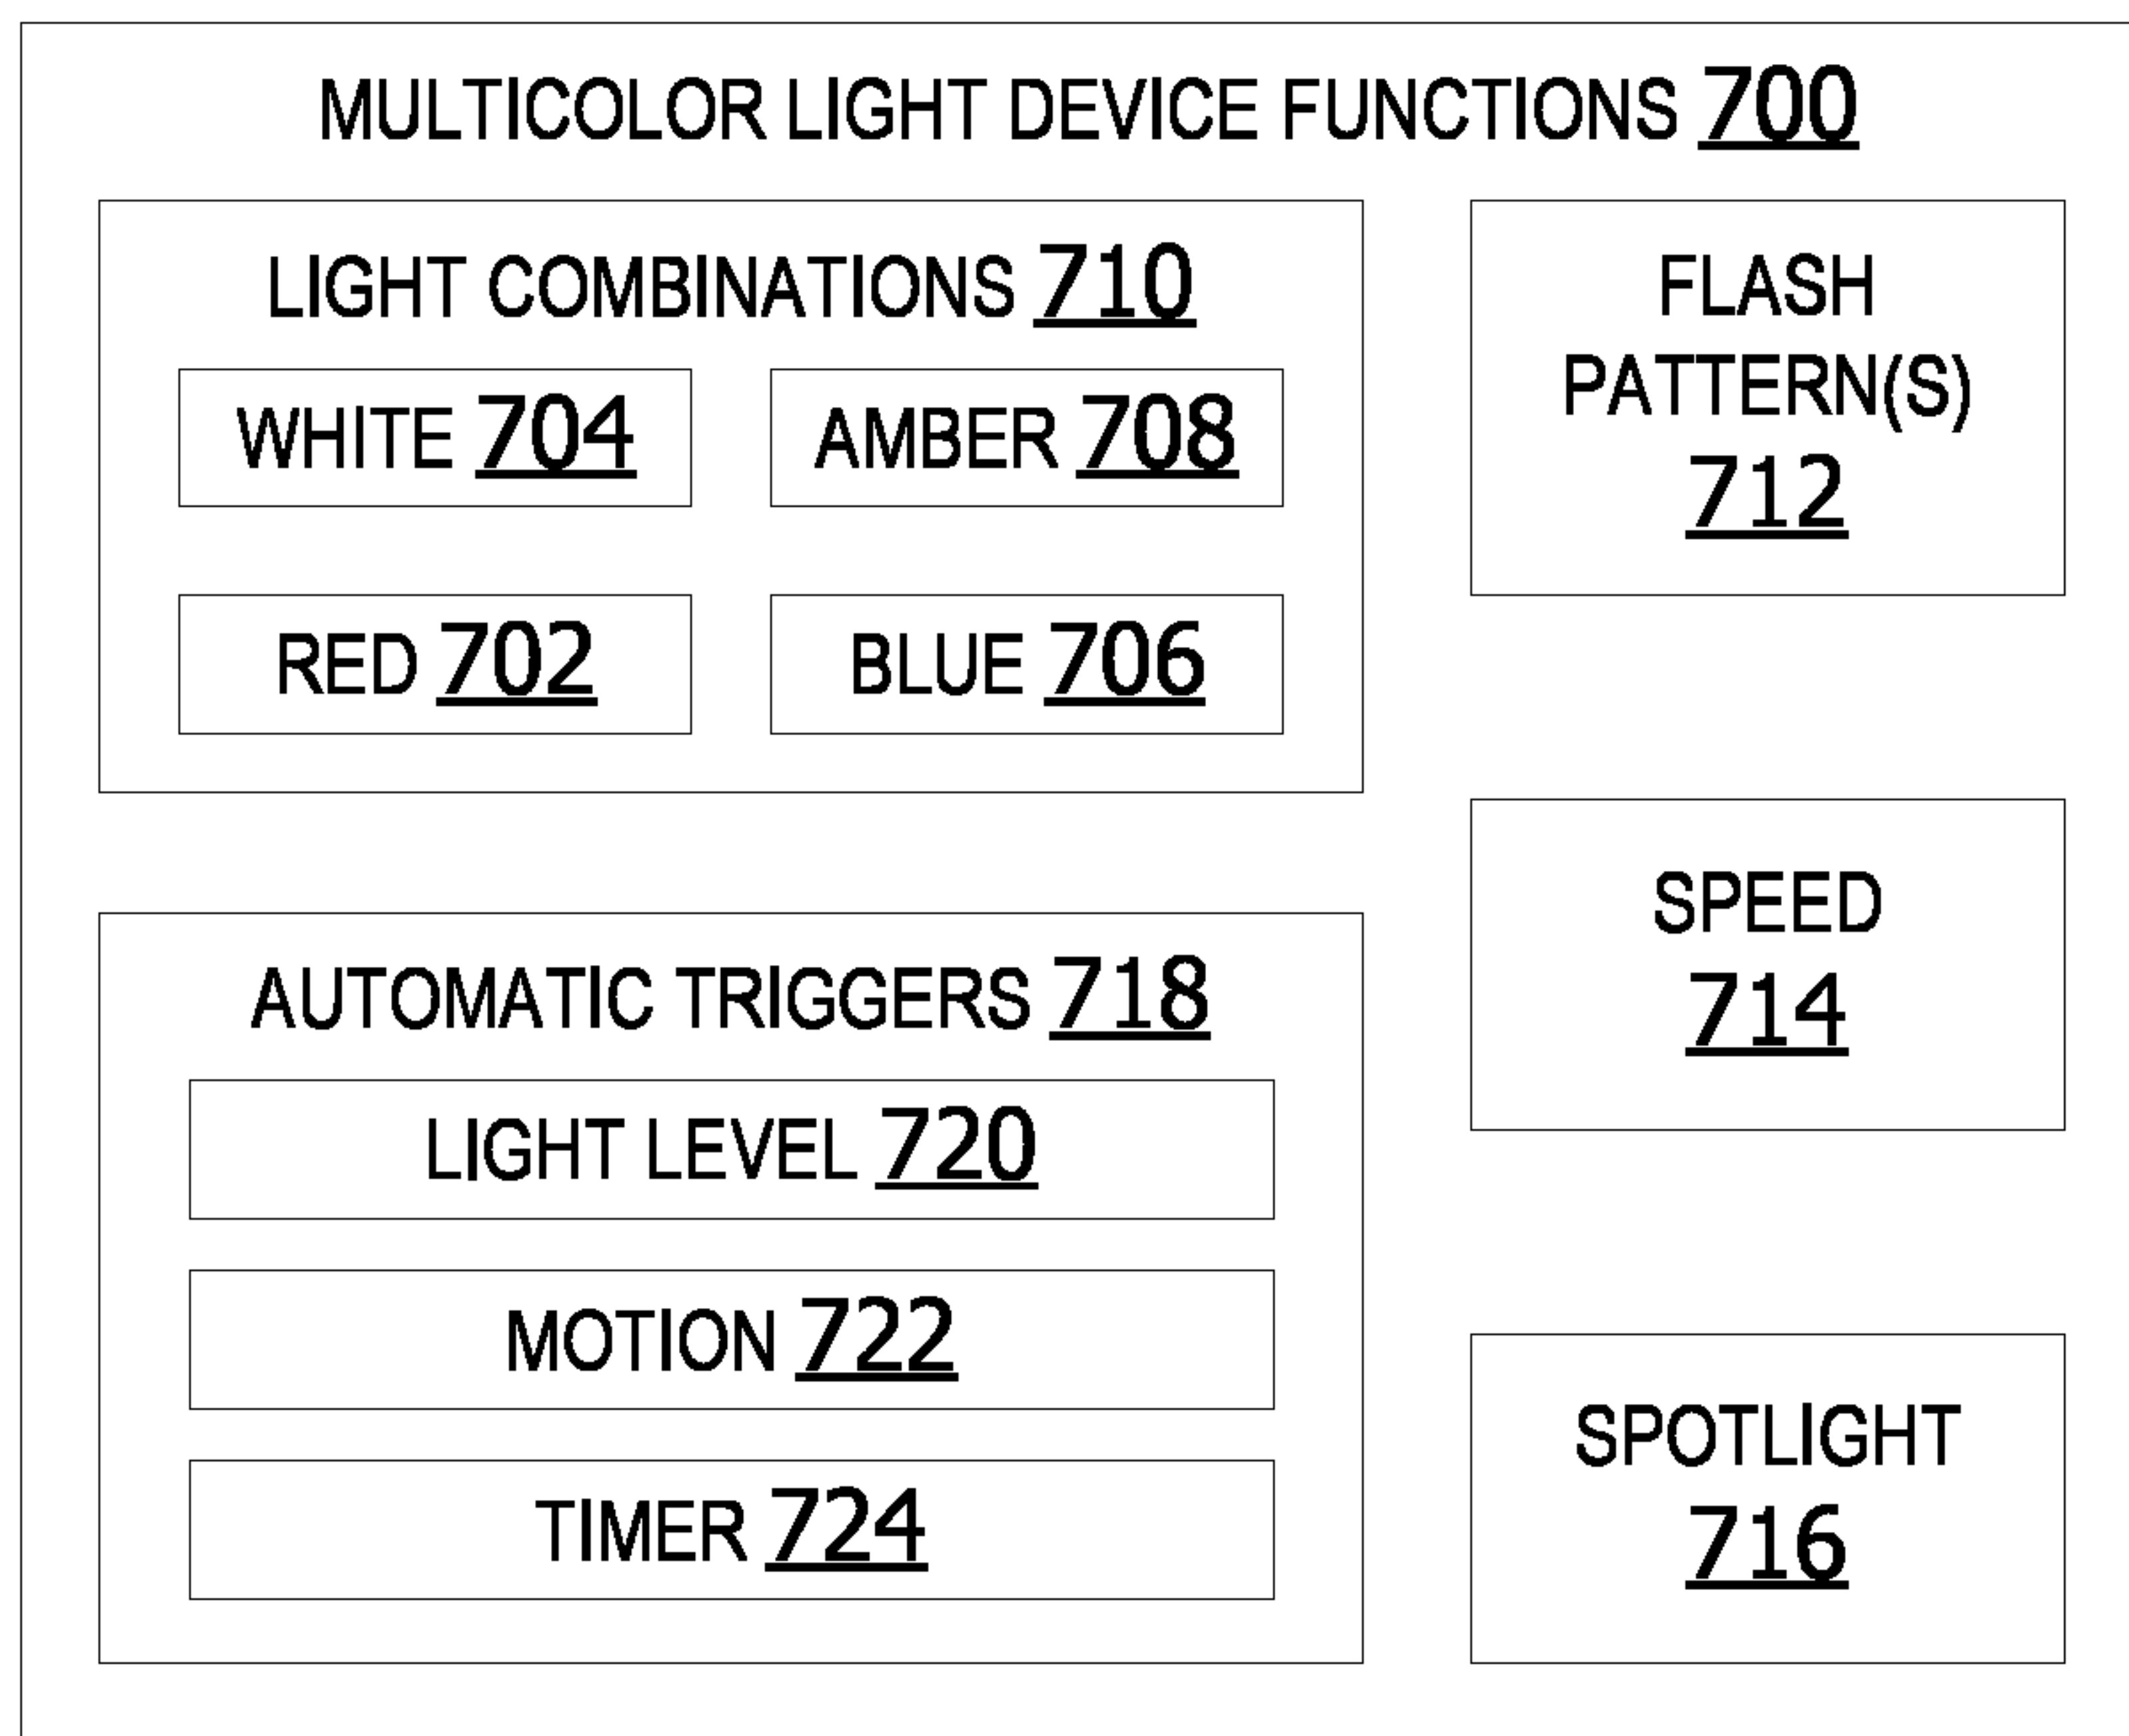 MULTICOLOR LIGHT DEVICE FUNCTIONS 700
LIGHT COMBINATIONS 710
WHITE 704
AMBER 708
RED 702
BLUE 706
FLASH
PATTERN(S)
712
SPEED
714
AUTOMATIC TRIGGERS 718
LIGHT LEVEL 720
MOTION 722
TIMER 724
SPOTLIGHT
716